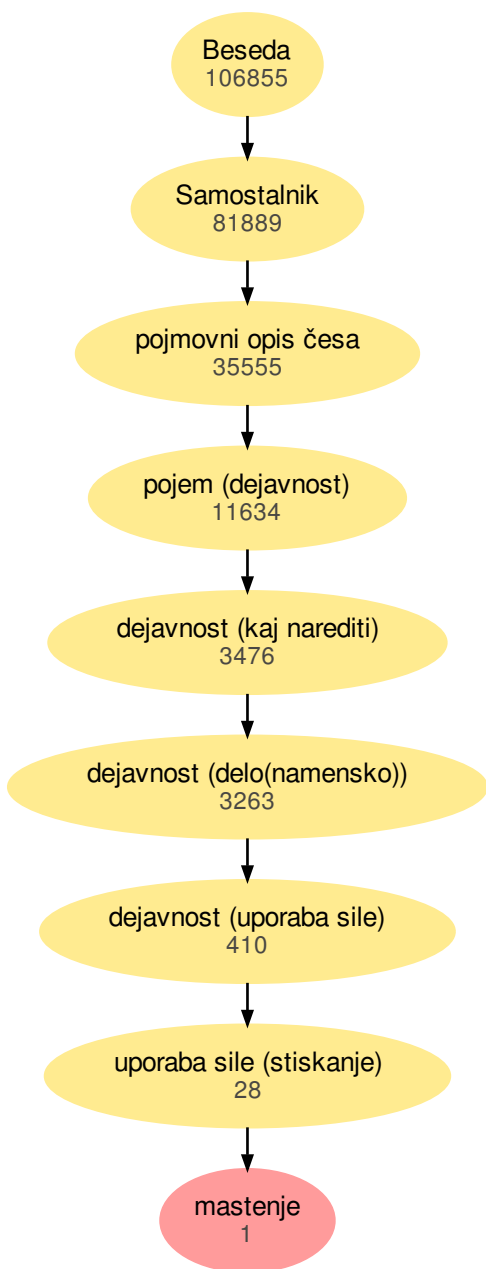 Beseda
106855
Samostalnik
81889
pojmovni opis česa
35555
pojem (dejavnost)
11634
dejavnost (kaj narediti)
3476
dejavnost (delo(namensko))
3263
dejavnost (uporaba sile)
410
uporaba sile (stiskanje)
28
mastenje
1